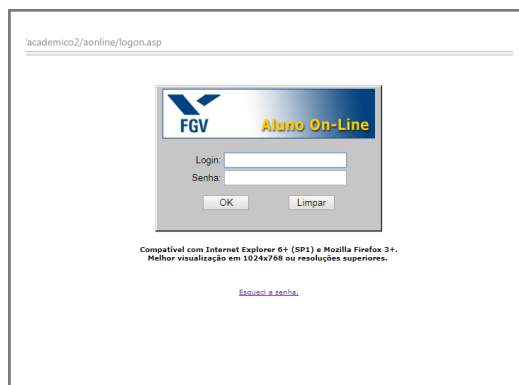 /academico2/aonline/logon.asp
FGV
Aluno On-Line
Login:
Senha:
OK Limpar
Compatível com Internet Explorer 6+ (SP1) e Mozilla Firefox 3+.
Melhor visualização em 1024x768 ou resoluções superiores.
Esqueci a senha.